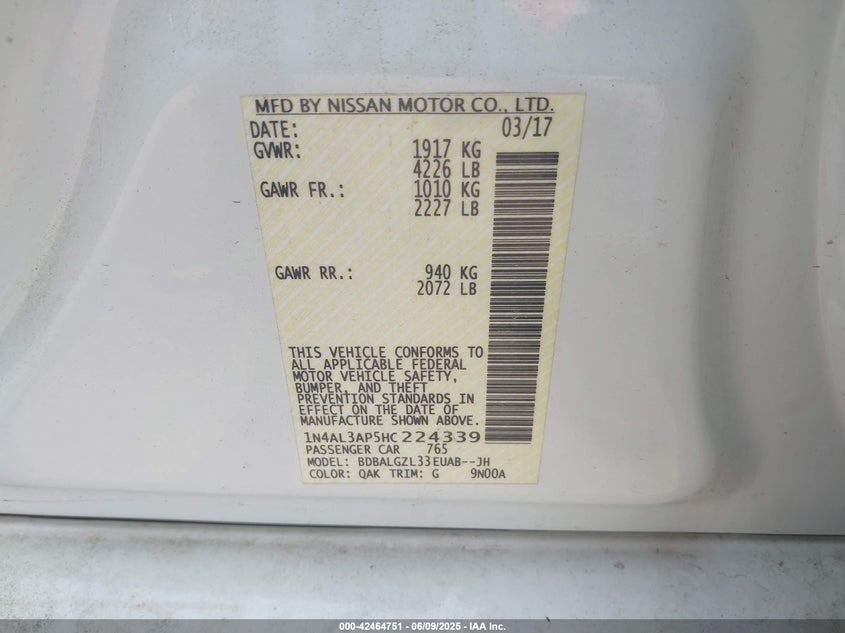 MFD BY NISSAN MOTOR CO., LTD.
DATE: 03/17
GVWR: 1917 KG
4226 LB
GAWR FR.: 1010 KG
2227 LB
GAWR RR.: 940 KG
2072 LB
THIS VEHICLE CONFORMS TO
ALL APPLICABLE FEDERAL
MOTOR VEHICLE SAFETY,
BUMPER, AND THEFT
PREVENTION STANDARDS IN
EFFECT ON THE DATE OF
MANUFACTURE SHOWN ABOVE.
1N4AL3AP5HC224339
PASSENGER CAR 765
MODEL: BDBALGZL33EUAB--JH
COLOR: QAK TRIM: G 9N00A
000-42464751 - 06/09/2025 - IAA Inc.